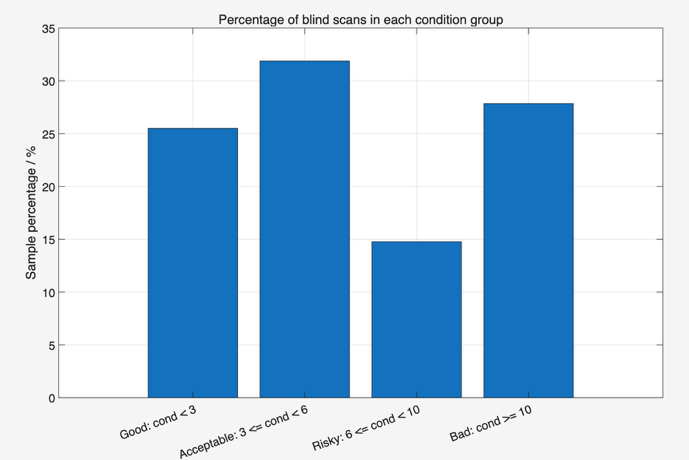 Percentage of blind scans in each condition group
35
30
25
20
15
10
5
0
Sample percentage / %
Good: cond < 3
Acceptable: 3 <= cond < 6
Risky: 6 <= cond < 10
Bad: cond >= 10